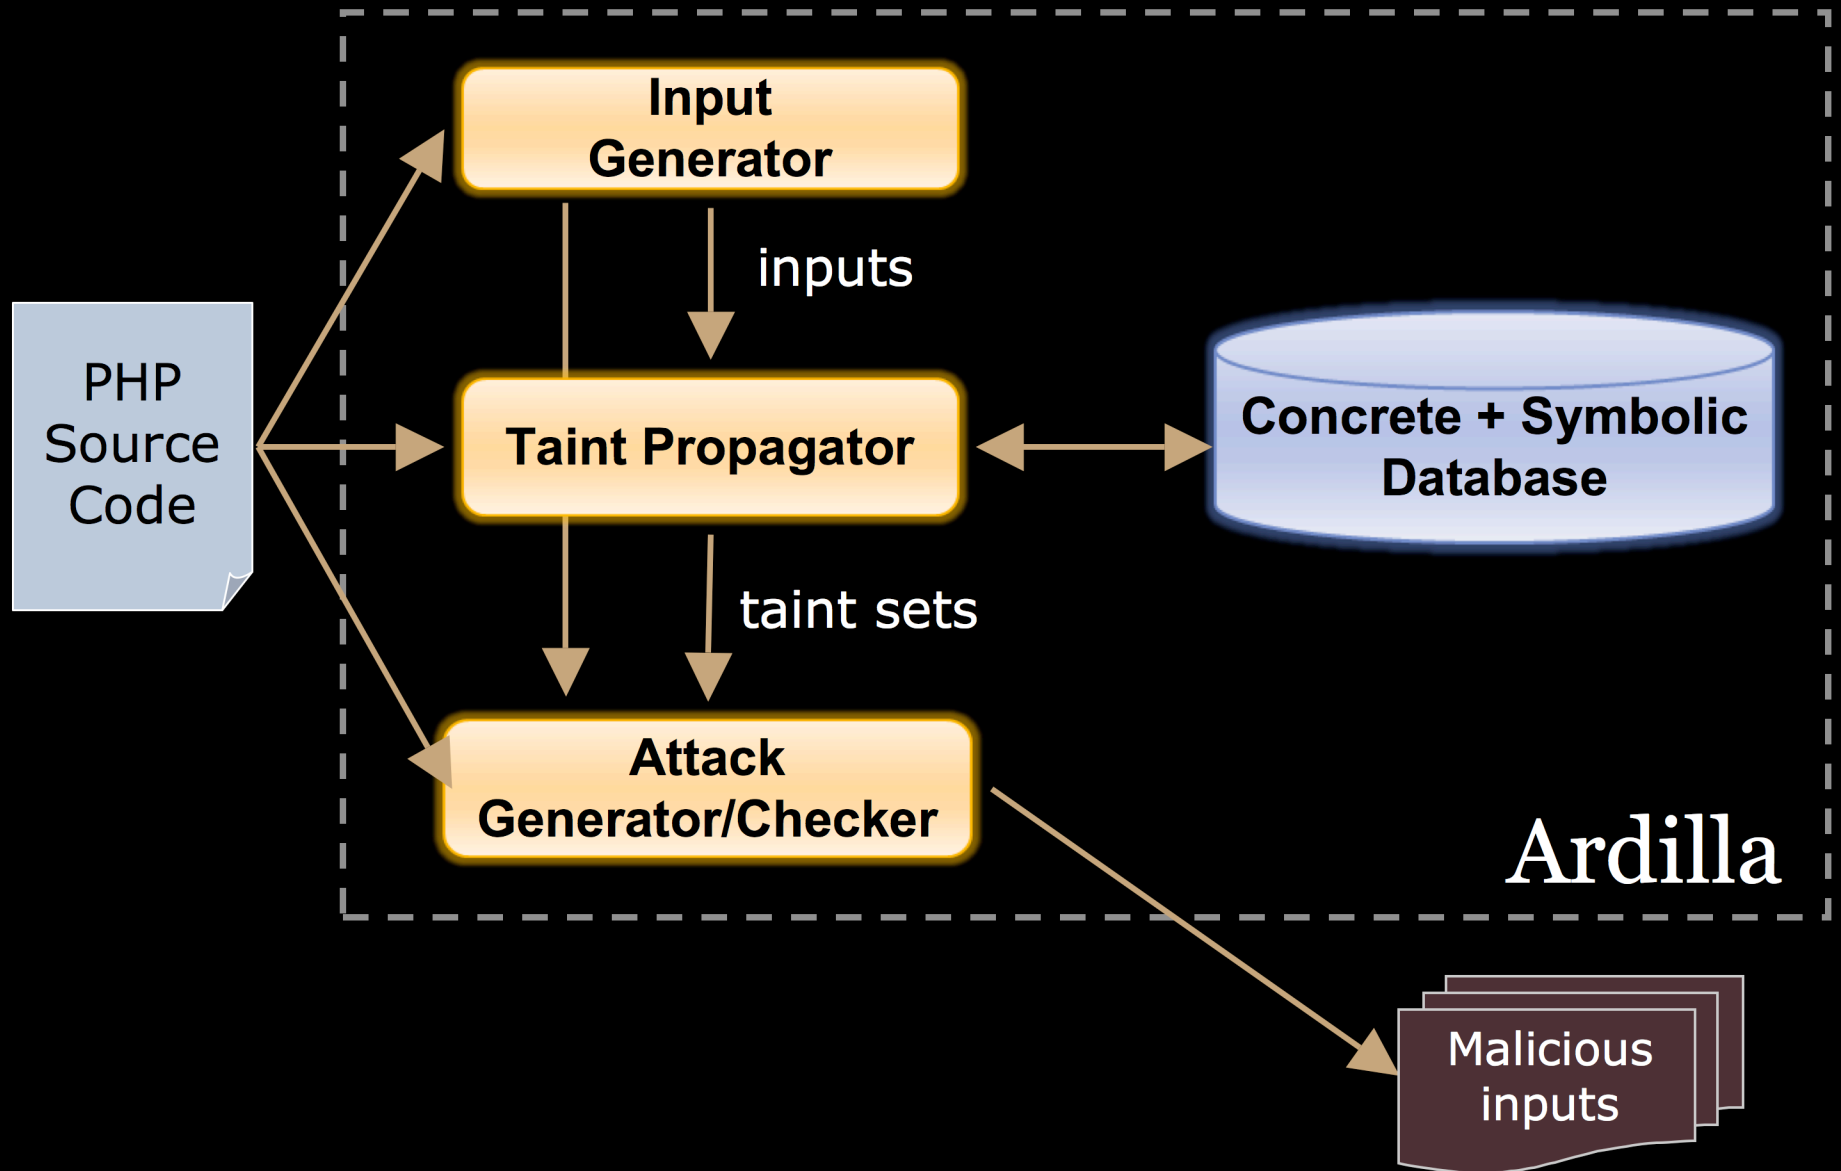 Input
Generator
inputs
PHP
Source
Code
Taint Propagator
Concrete + Symbolic
Database
taint sets
Attack
Generator/Checker
Ardilla
Malicious
inputs